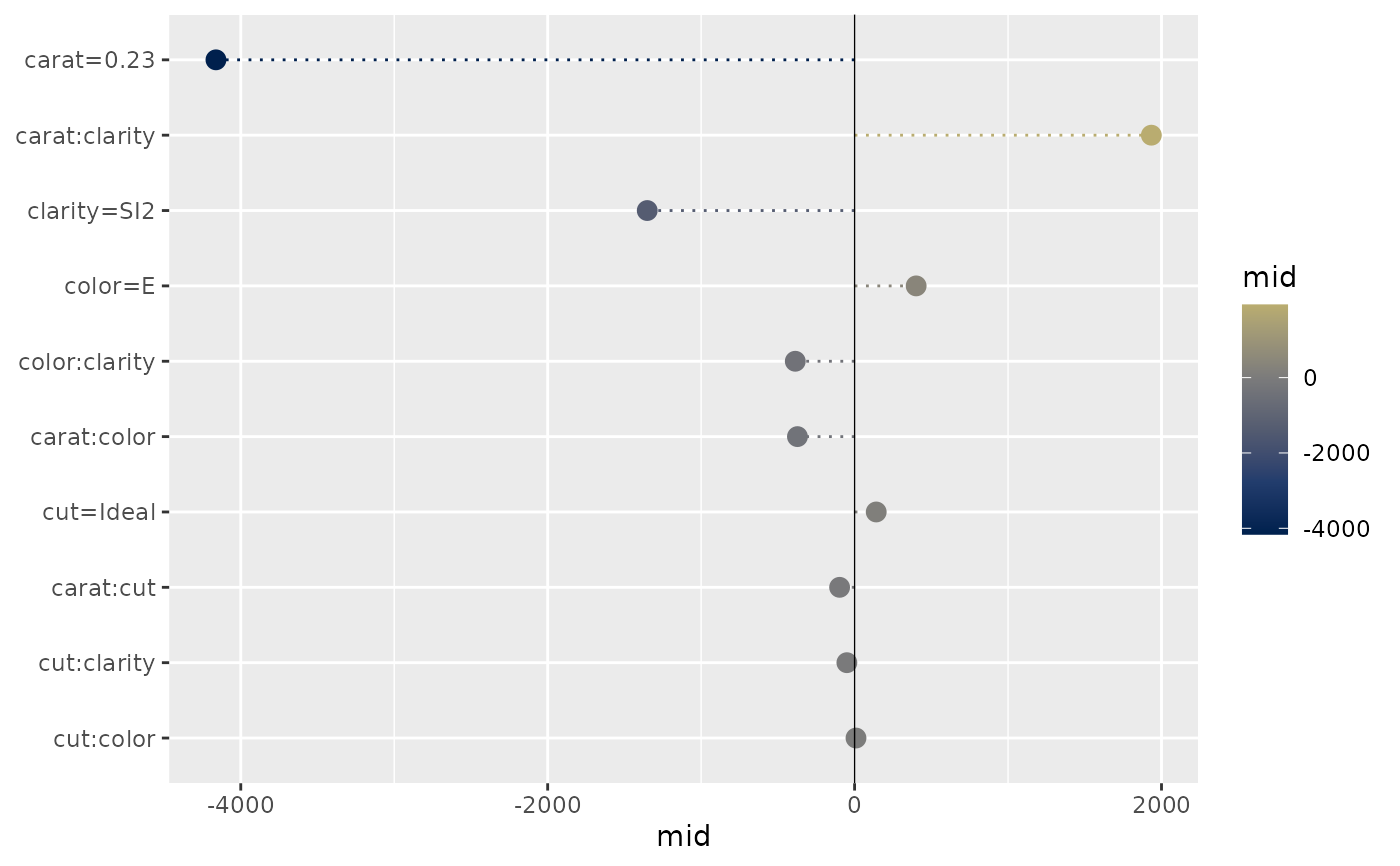 carat=0.23
carat:clarity
clarity=SI2
color=E
color:clarity
carat:color
cut=Ideal
carat:cut
cut:clarity
cut:color
-4000
-2000
0
2000
mid
mid
0
-2000
-4000